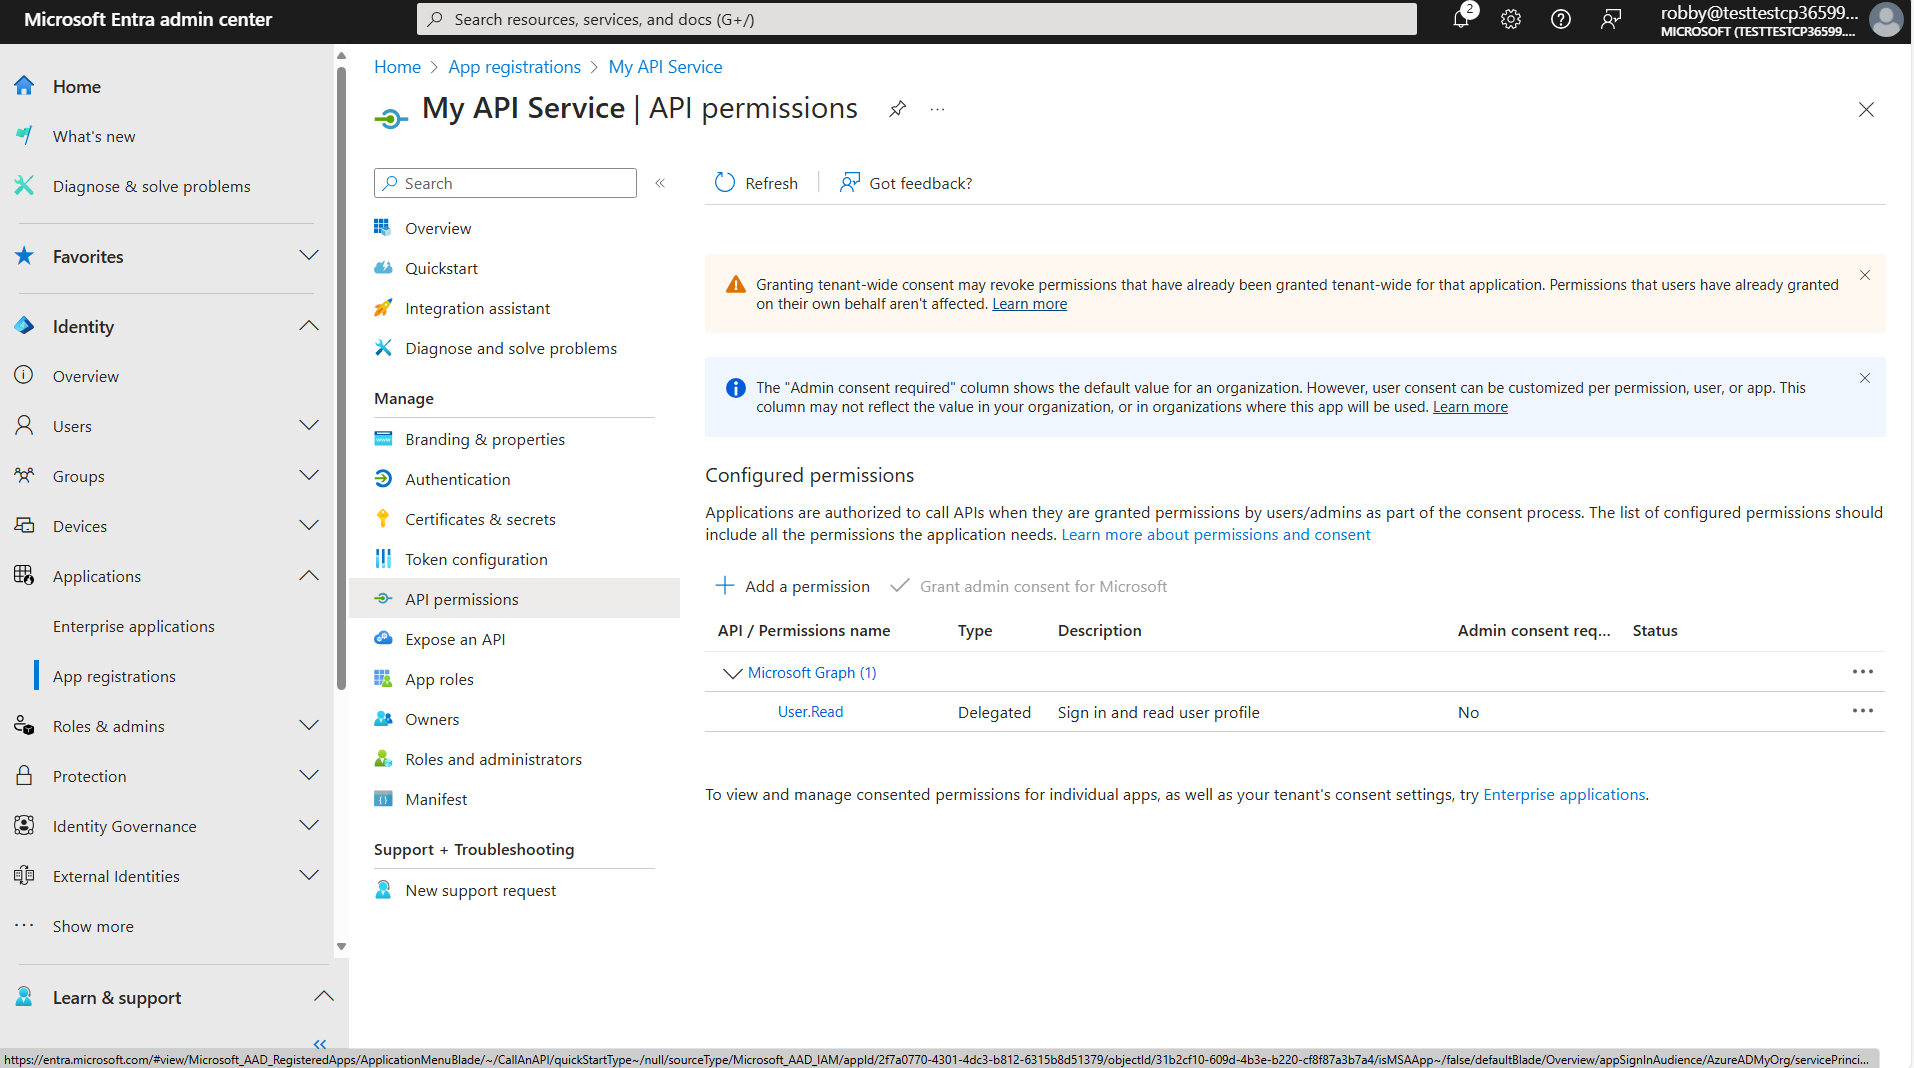 Microsoft Entra admin center
Search resources, services, and docs (G+/)
2
robby@testtestcp36599...
MICROSOFT (TESTTESTCP36599....
Home
What's new
Diagnose & solve problems
Favorites
Identity
Overview
Users
Groups
Devices
Applications
Enterprise applications
App registrations
Roles & admins
Protection
Identity Governance
External Identities
Show more
Learn & support
Home > App registrations > My API Service
My API Service | API permissions
Search
Overview
Quickstart
Integration assistant
Diagnose and solve problems
Manage
Branding & properties
Authentication
Certificates & secrets
Token configuration
API permissions
Expose an API
App roles
Owners
Roles and administrators
Manifest
Support + Troubleshooting
New support request
Refresh
Got feedback?
Granting tenant-wide consent may revoke permissions that have already been granted tenant-wide for that application. Permissions that users have already granted
on their own behalf aren't affected. Learn more
The "Admin consent required" column shows the default value for an organization. However, user consent can be customized per permission, user, or app. This
column may not reflect the value in your organization, or in organizations where this app will be used. Learn more
Configured permissions
Applications are authorized to call APIs when they are granted permissions by users/admins as part of the consent process. The list of configured permissions should
include all the permissions the application needs. Learn more about permissions and consent
Add a permission
Grant admin consent for Microsoft
API / Permissions name Type Description Admin consent req... Status
Microsoft Graph (1)
User.Read Delegated Sign in and read user profile No
To view and manage consented permissions for individual apps, as well as your tenant's consent settings, try Enterprise applications.
https://entra.microsoft.com/#view/Microsoft_AAD_RegisteredApps/ApplicationMenuBlade/~/CallAnAPI/quickStartType~/null/sourceType/Microsoft_AAD_IAM/appId/2f7a0770-4301-4dc3-b812-6315b8d51379/objectId/31b2cf10-609d-4b3e-b220-cf8f87a3b7a4/isMSAApp~/false/defaultBlade/Overview/appSignInAudience/AzureADMyOrg/servicePrinci...